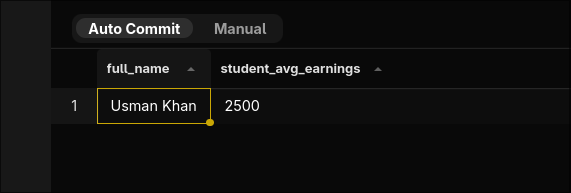 Auto Commit Manual
full_name student_avg_earnings
1 Usman Khan 2500